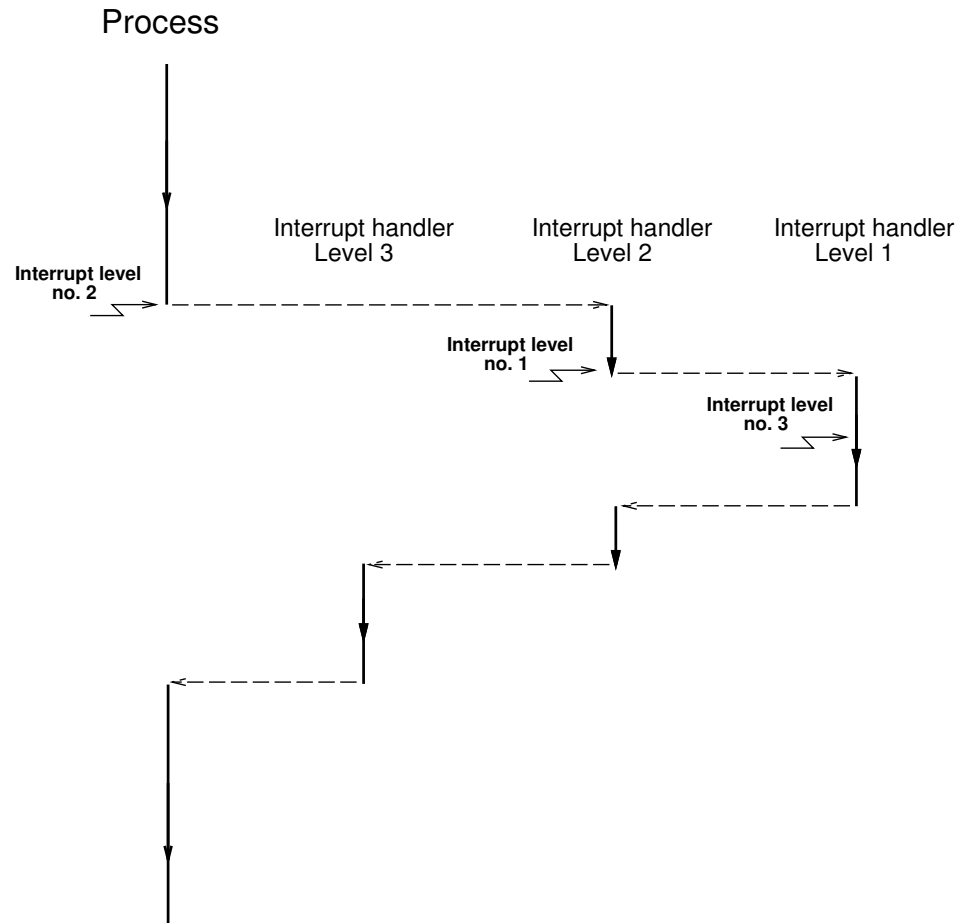 Process
Interrupt handler
Level 3
Interrupt handler
Level 2
Interrupt handler
Level 1
Interrupt level
no. 2
Interrupt level
no. 1
Interrupt level
no. 3